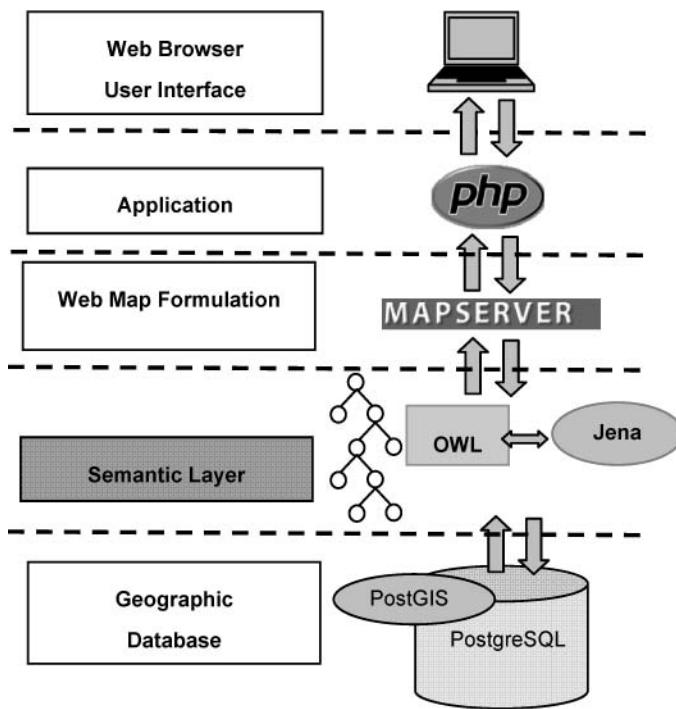 Web Browser
User Interface
Application
php
Web Map Formulation
MAPSERVER
Semantic Layer
OWL
Jena
Geographic
Database
PostGIS
PostgreSQL